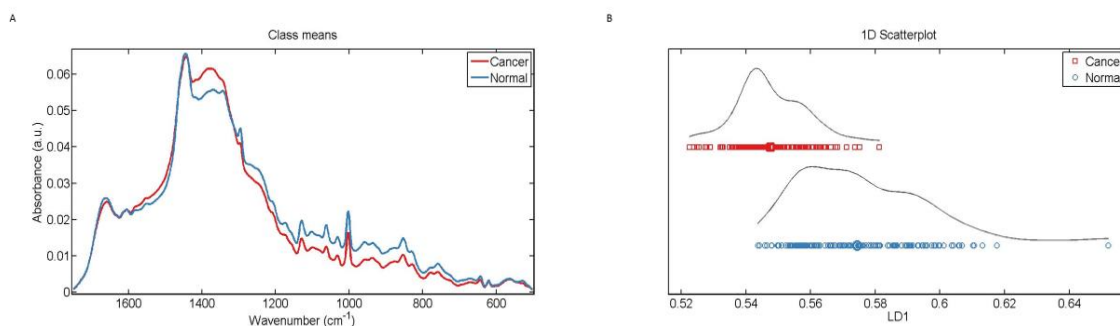 A
Class means
Cancer
Normal
0.06
0.05
0.04
0.03
0.02
0.01
0
Absorbance (a.u.)
1600 1400 1200 1000 800 600
Wavenumber (cm-1)
B
1D Scatterplot
Cancer
Normal
0.52 0.54 0.56 0.58 0.6 0.62 0.64
LD1